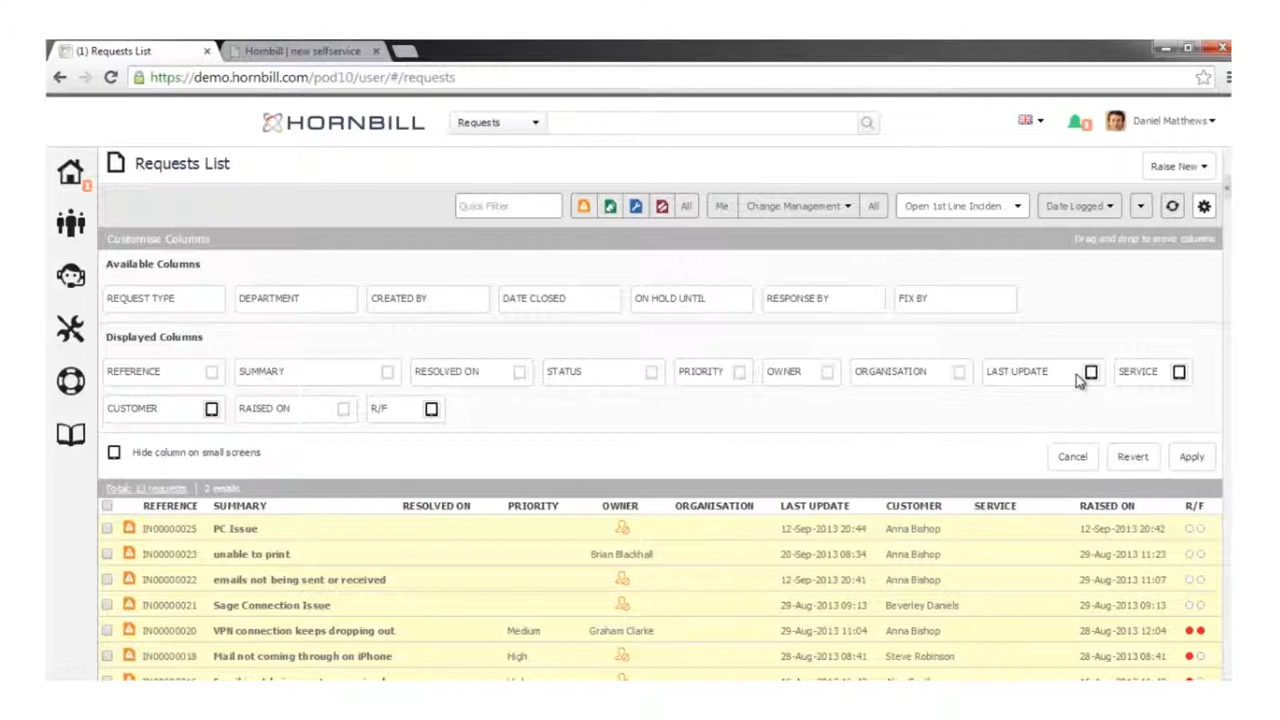 (1) Requests List
Hornbill | new selfservice
https://demo.hornbill.com/pod10/user/#/requests
HORNBILL Requests Daniel Matthews
Requests List Raise New
Quick Filter All Me Change Management All Open 1st Line Inciden... Date Logged
Customise Columns Drag and drop to move columns
Available Columns
REQUEST TYPE DEPARTMENT CREATED BY DATE CLOSED ON HOLD UNTIL RESPONSE BY FIX BY
Displayed Columns
REFERENCE SUMMARY RESOLVED ON STATUS PRIORITY OWNER ORGANISATION LAST UPDATE SERVICE
CUSTOMER RAISED ON R/F
Hide column on small screens Cancel Revert Apply
Total: 13 requests | 2 emails
REFERENCE SUMMARY RESOLVED ON PRIORITY OWNER ORGANISATION LAST UPDATE CUSTOMER SERVICE RAISED ON R/F
IN00000025 PC Issue 12-Sep-2013 20:44 Anna Bishop 12-Sep-2013 20:42
IN00000023 unable to print Brian Blackhall 20-Sep-2013 08:34 Anna Bishop 29-Aug-2013 11:23
IN00000022 emails not being sent or received 12-Sep-2013 20:41 Anna Bishop 29-Aug-2013 11:07
IN00000021 Sage Connection Issue 29-Aug-2013 09:13 Beverley Daniels 29-Aug-2013 09:13
IN00000020 VPN connection keeps dropping out Medium Graham Clarke 29-Aug-2013 11:04 Anna Bishop 28-Aug-2013 12:04
IN00000018 Mail not coming through on iPhone High 28-Aug-2013 08:41 Steve Robinson 28-Aug-2013 08:41